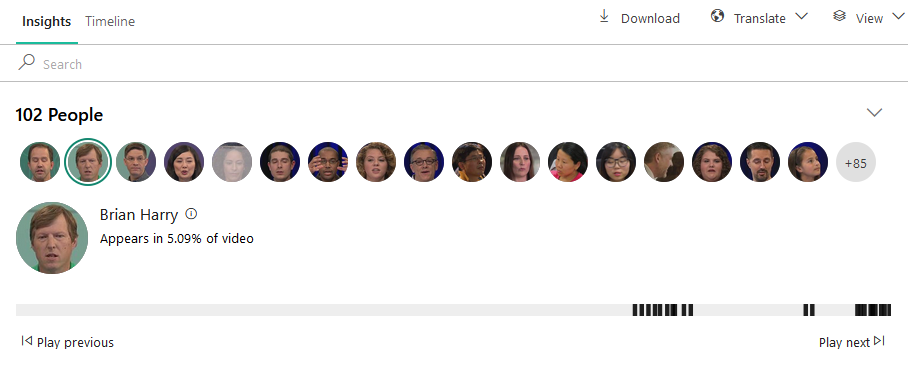 Insights Timeline Download Translate View
Search
102 People
+85
Brian Harry
Appears in 5.09% of video
Play previous Play next